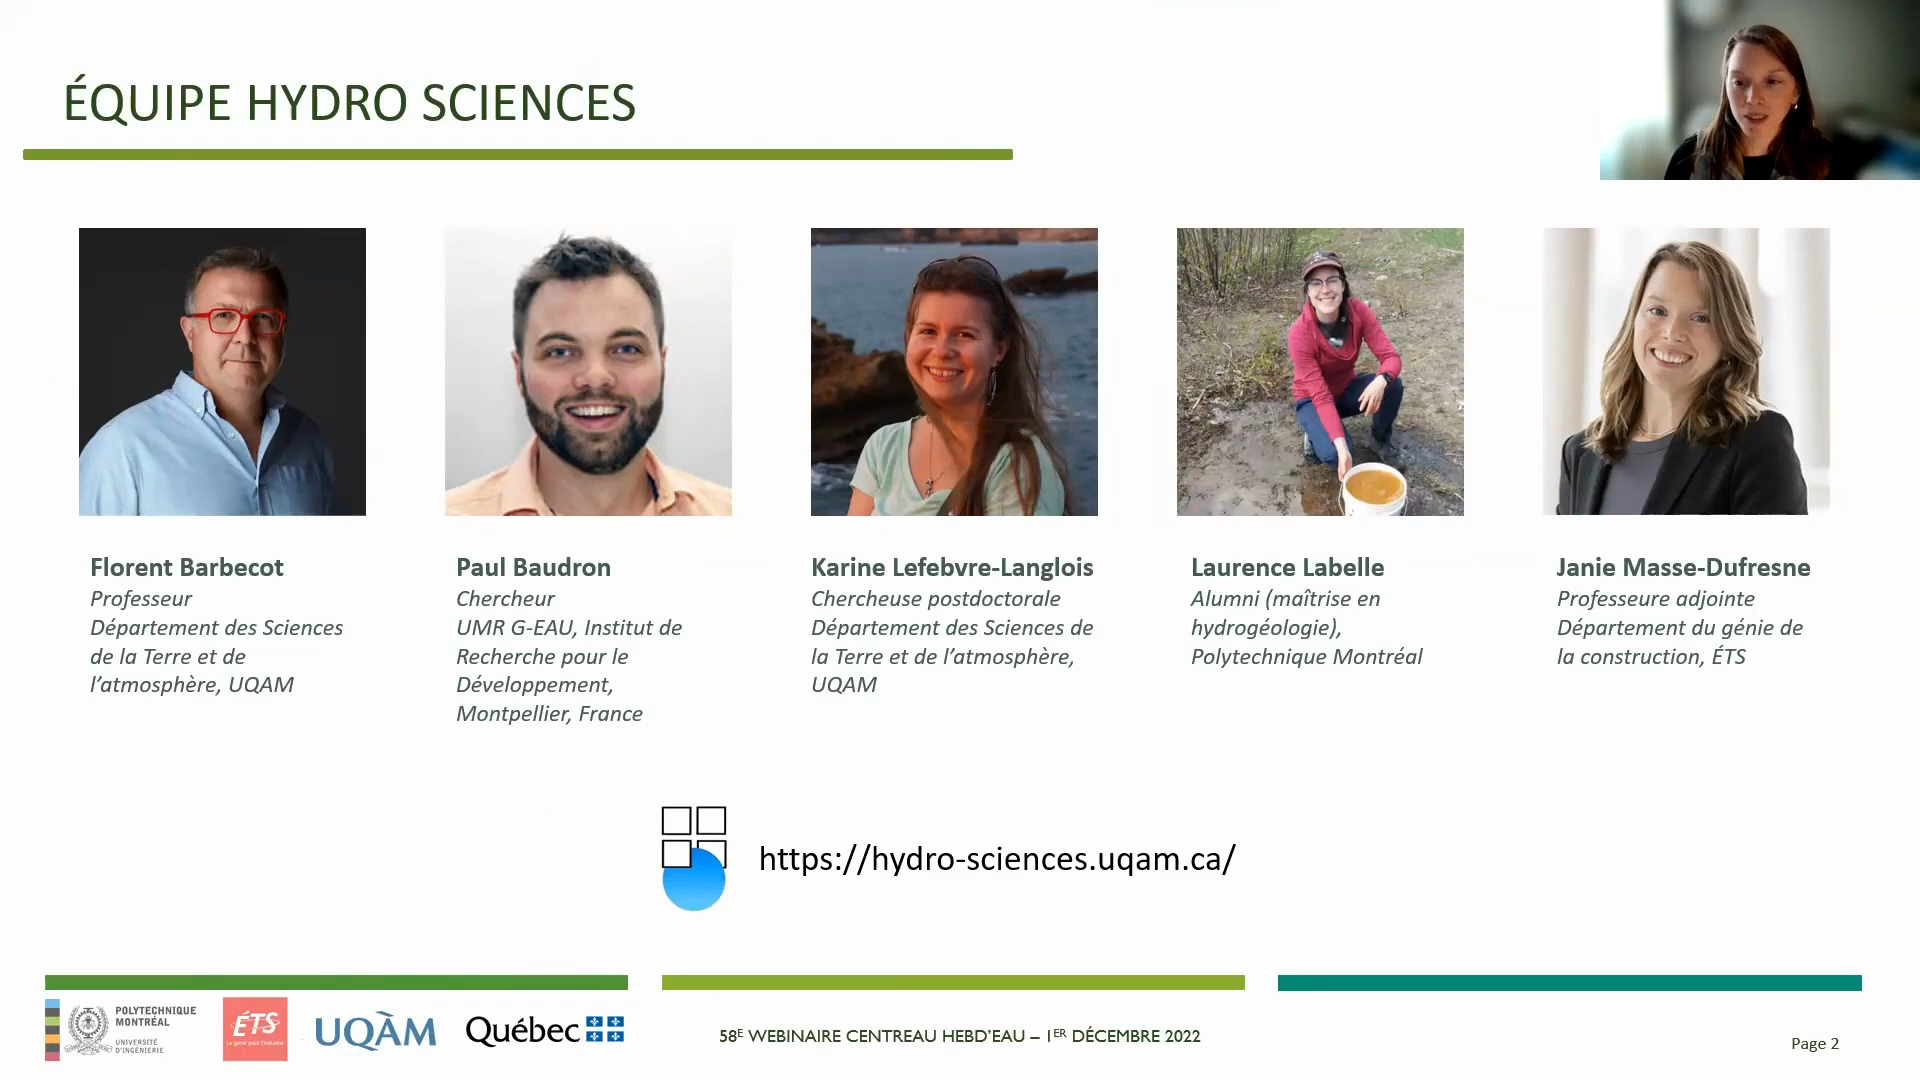 ÉQUIPE HYDRO SCIENCES
Florent Barbecot
Professeur
Département des Sciences
de la Terre et de
l'atmosphère, UQAM
Paul Baudron
Chercheur
UMR G-EAU, Institut de
Recherche pour le
Développement,
Montpellier, France
Karine Lefebvre-Langlois
Chercheuse postdoctorale
Département des Sciences de
la Terre et de l'atmosphère,
UQAM
Laurence Labelle
Alumni (maîtrise en
hydrogéologie),
Polytechnique Montréal
Janie Masse-Dufresne
Professeure adjointe
Département du génie de
la construction, ÉTS
https://hydro-sciences.uqam.ca/
POLYTECHNIQUE
MONTRÉAL
UNIVERSITÉ
D'INGÉNIERIE
ÉTS
Le génie pour l'industrie
UQÀM
Québec
58E WEBINAIRE CENTREAU HEBD'EAU – 1ER DÉCEMBRE 2022
Page 2